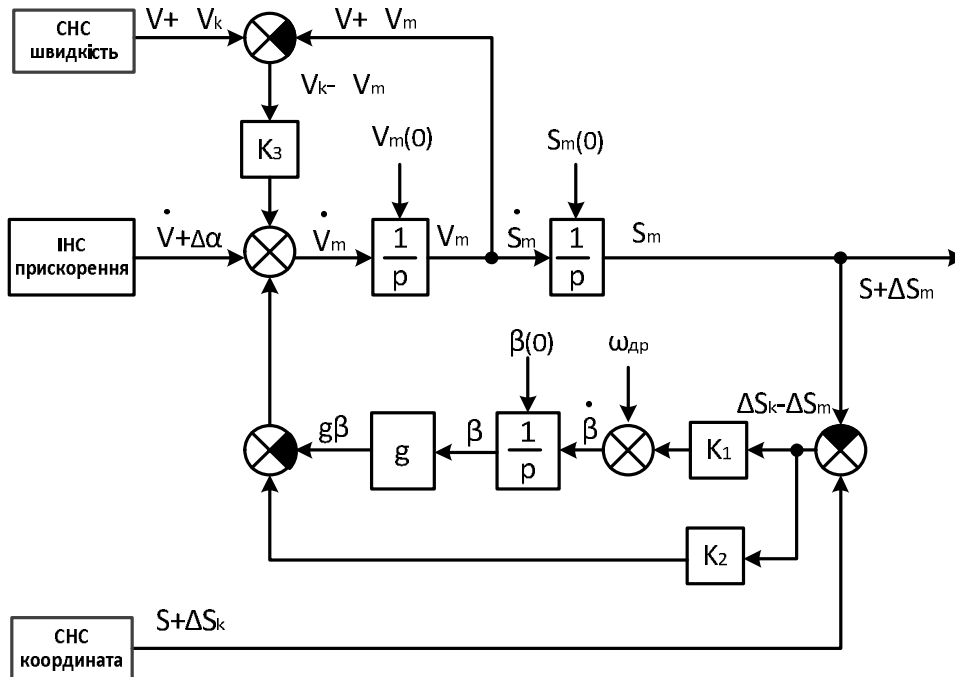 СНС
швидкість
V+ Vk
V+ Vm
Vk- Vm
K3
Vm(0)
Sm(0)
ІНС
прискорення
V̇+Δα
V̇m
1
p
Vm
Ṡm
1
p
Sm
S+ΔSm
β(0)
ωдр
ΔSk-ΔSm
gβ
g
β
1
p
β̇
K1
K2
СНС
координата
S+ΔSk